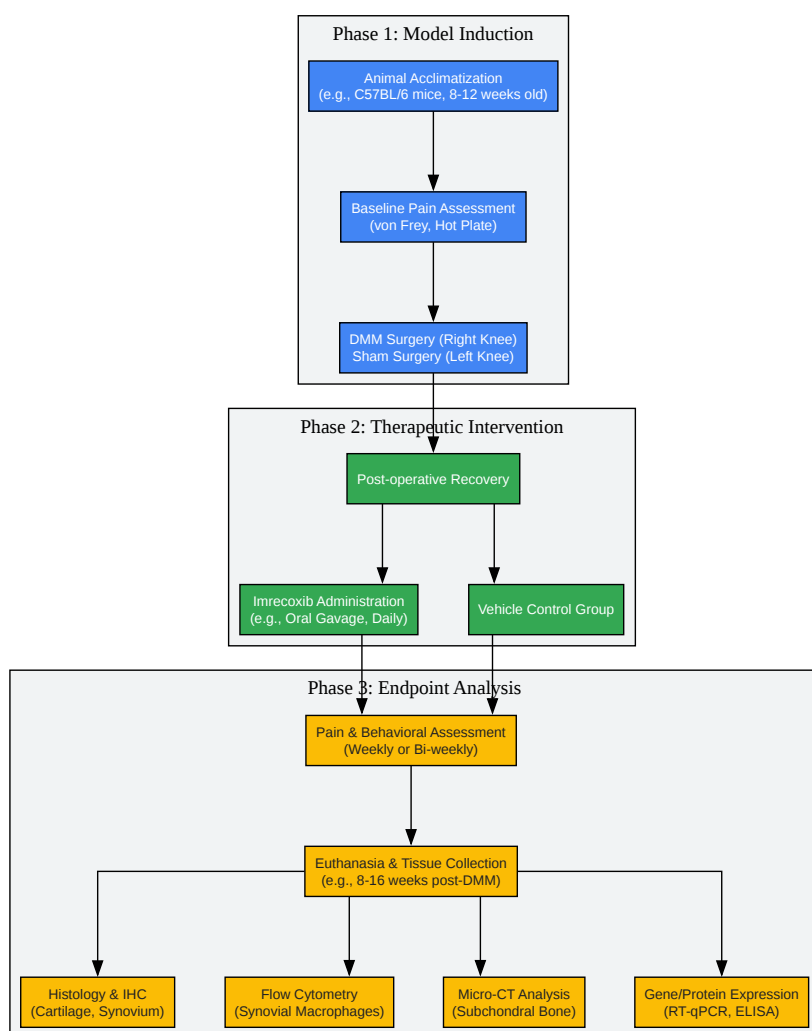 Phase 1: Model Induction
Animal Acclimatization
(e.g., C57BL/6 mice, 8-12 weeks old)
Baseline Pain Assessment
(von Frey, Hot Plate)
DMM Surgery (Right Knee)
Sham Surgery (Left Knee)
Phase 2: Therapeutic Intervention
Post-operative Recovery
Imrecoxib Administration
(e.g., Oral Gavage, Daily)
Vehicle Control Group
Phase 3: Endpoint Analysis
Pain & Behavioral Assessment
(Weekly or Bi-weekly)
Euthanasia & Tissue Collection
(e.g., 8-16 weeks post-DMM)
Histology & IHC
(Cartilage, Synovium)
Flow Cytometry
(Synovial Macrophages)
Micro-CT Analysis
(Subchondral Bone)
Gene/Protein Expression
(RT-qPCR, ELISA)